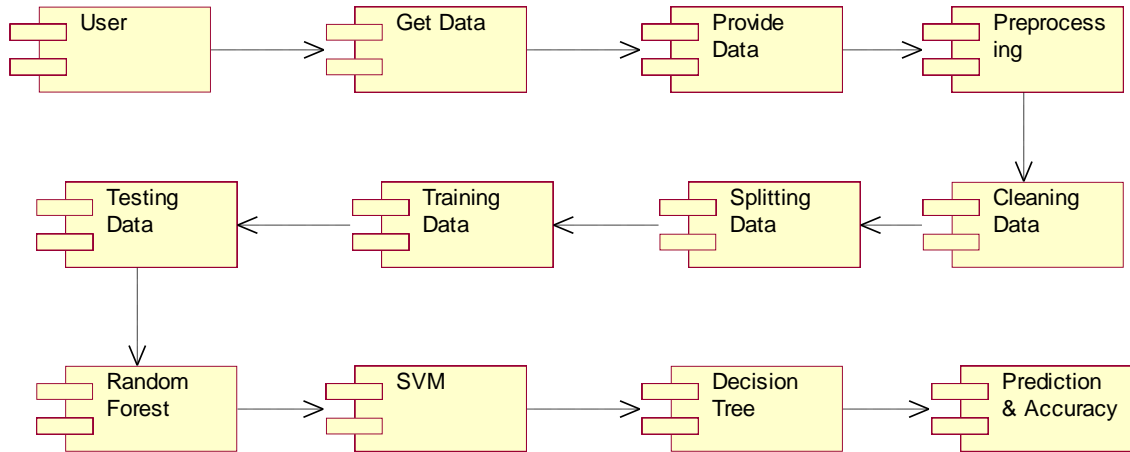 User
Get Data
Provide
Data
Preprocess
ing
Testing
Data
Training
Data
Splitting
Data
Cleaning
Data
Random
Forest
SVM
Decision
Tree
Prediction
& Accuracy